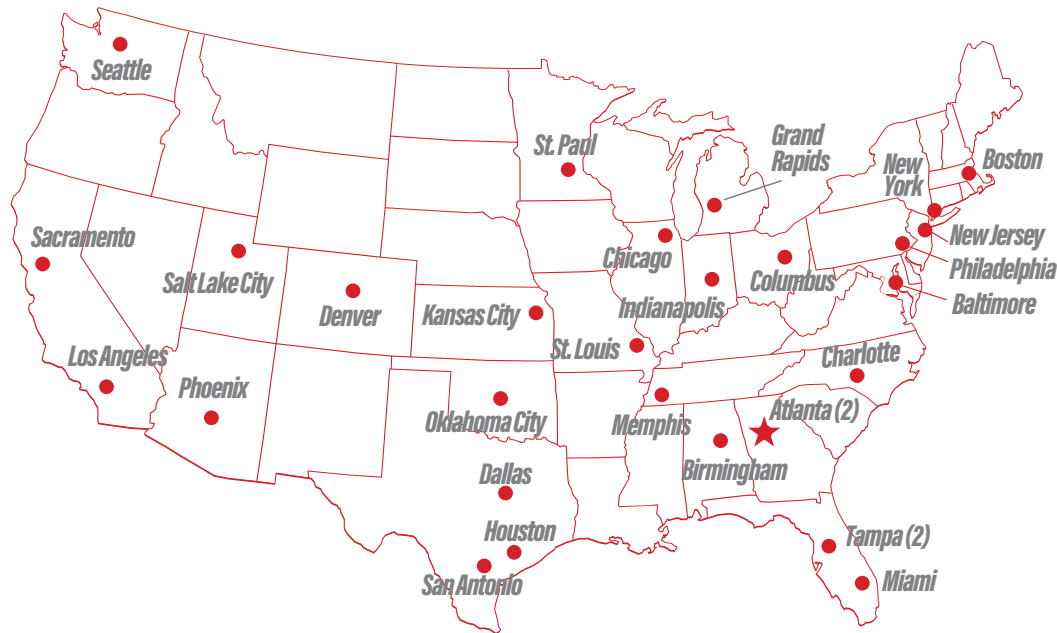 Seattle
St. Paul
Grand
Rapids
New
York
Boston
Sacramento
Salt Lake City
Chicago
Columbus
New Jersey
Philadelphia
Baltimore
Indianapolis
Denver
Kansas City
St. Louis
Charlotte
Los Angeles
Phoenix
Oklahoma City
Memphis
Atlanta (2)
Birmingham
Dallas
Houston
San Antonio
Tampa (2)
Miami